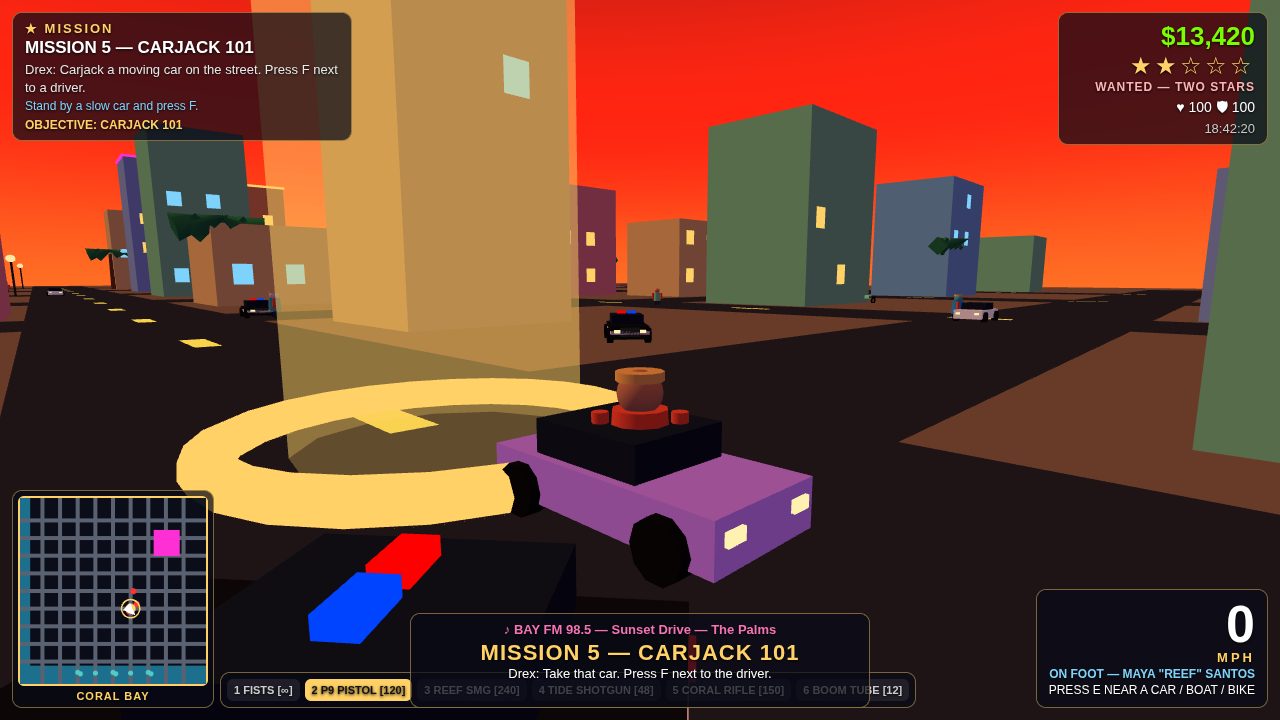 ★ MISSION
MISSION 5 — CARJACK 101
Drex: Carjack a moving car on the street. Press F next
to a driver.
Stand by a slow car and press F.
OBJECTIVE: CARJACK 101
$13,420
★★☆☆☆
WANTED — TWO STARS
♥ 100 🛡 100
18:42:20
CORAL BAY
♪ BAY FM 98.5 — Sunset Drive — The Palms
MISSION 5 — CARJACK 101
Drex: Take that car. Press F next to the driver.
1 FISTS [∞] 2 P9 PISTOL [120] 3 REEF SMG [240] 4 TIDE SHOTGUN [48] 5 CORAL RIFLE [150] 6 BOOM TUBE [12]
0
MPH
ON FOOT — MAYA "REEF" SANTOS
PRESS E NEAR A CAR / BOAT / BIKE